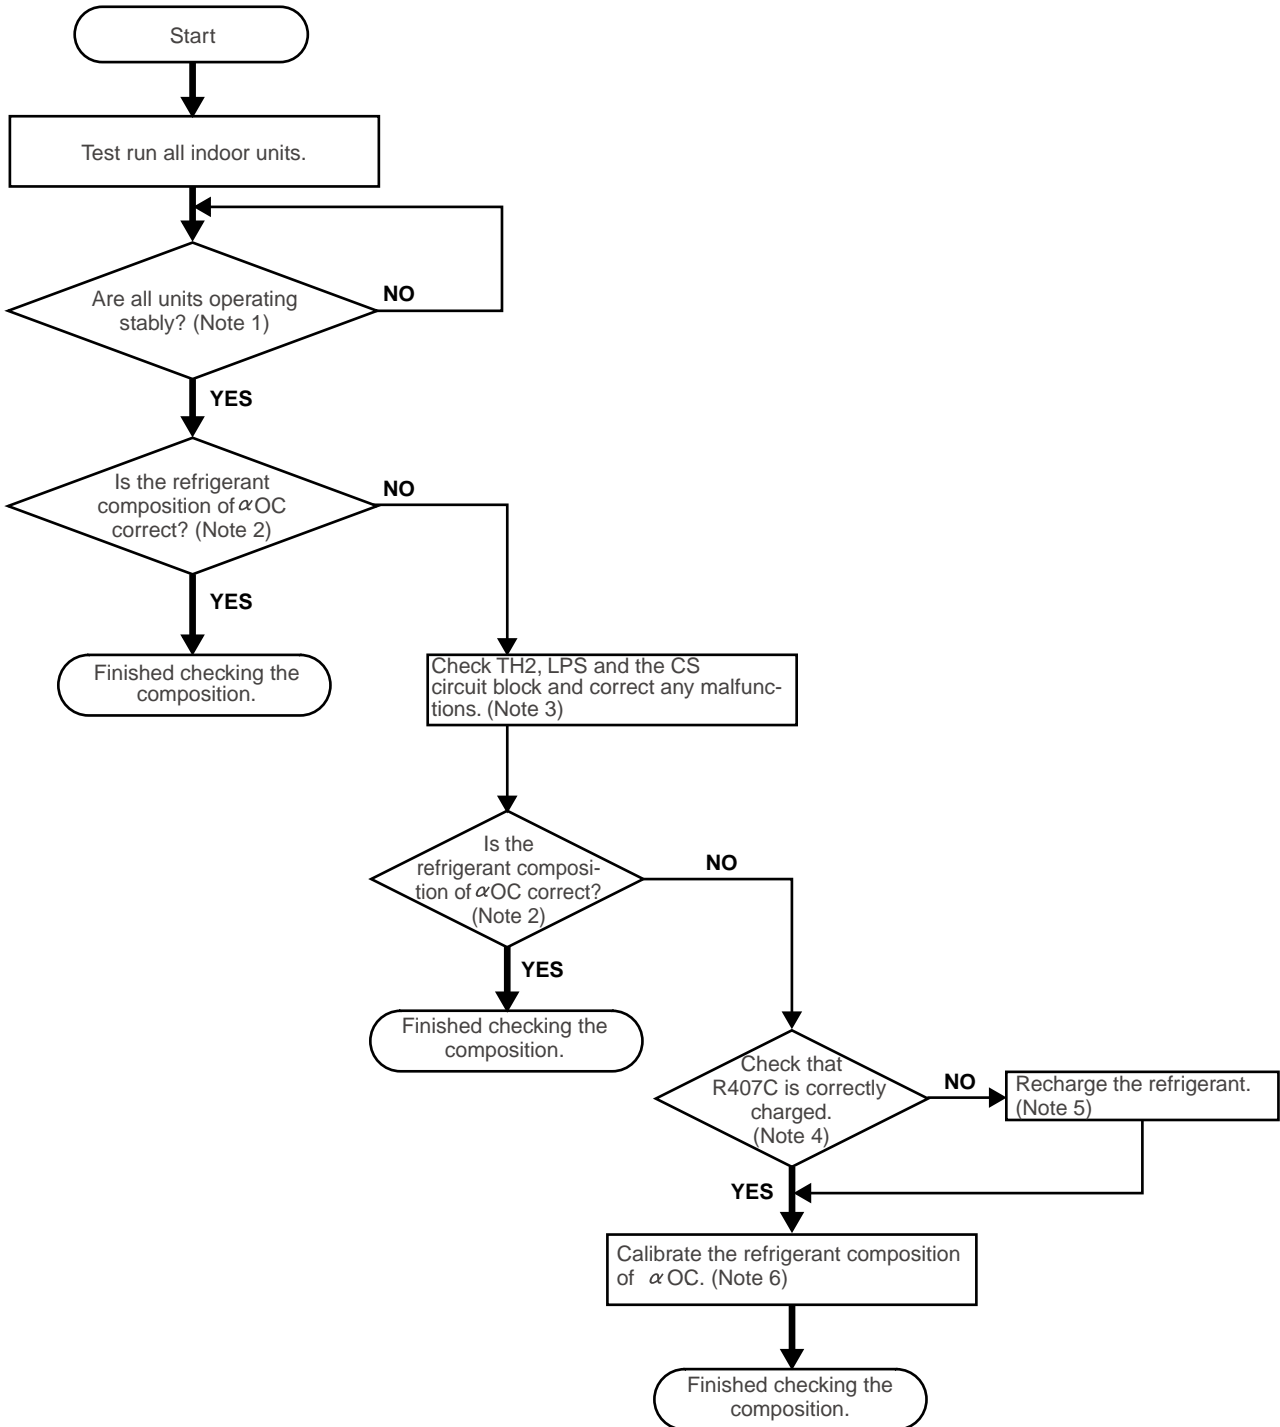 Start
Test run all indoor units.
Are all units operating
stably? (Note 1)
NO
YES
Is the refrigerant
composition of α OC
correct? (Note 2)
NO
YES
Finished checking the
composition.
Check TH2, LPS and the CS
circuit block and correct any malfunc-
tions. (Note 3)
Is the
refrigerant composi-
tion of α OC correct?
(Note 2)
NO
YES
Finished checking the
composition.
Check that
R407C is correctly
charged.
(Note 4)
NO
Recharge the refrigerant.
(Note 5)
YES
Calibrate the refrigerant composition
of α OC. (Note 6)
Finished checking the
composition.